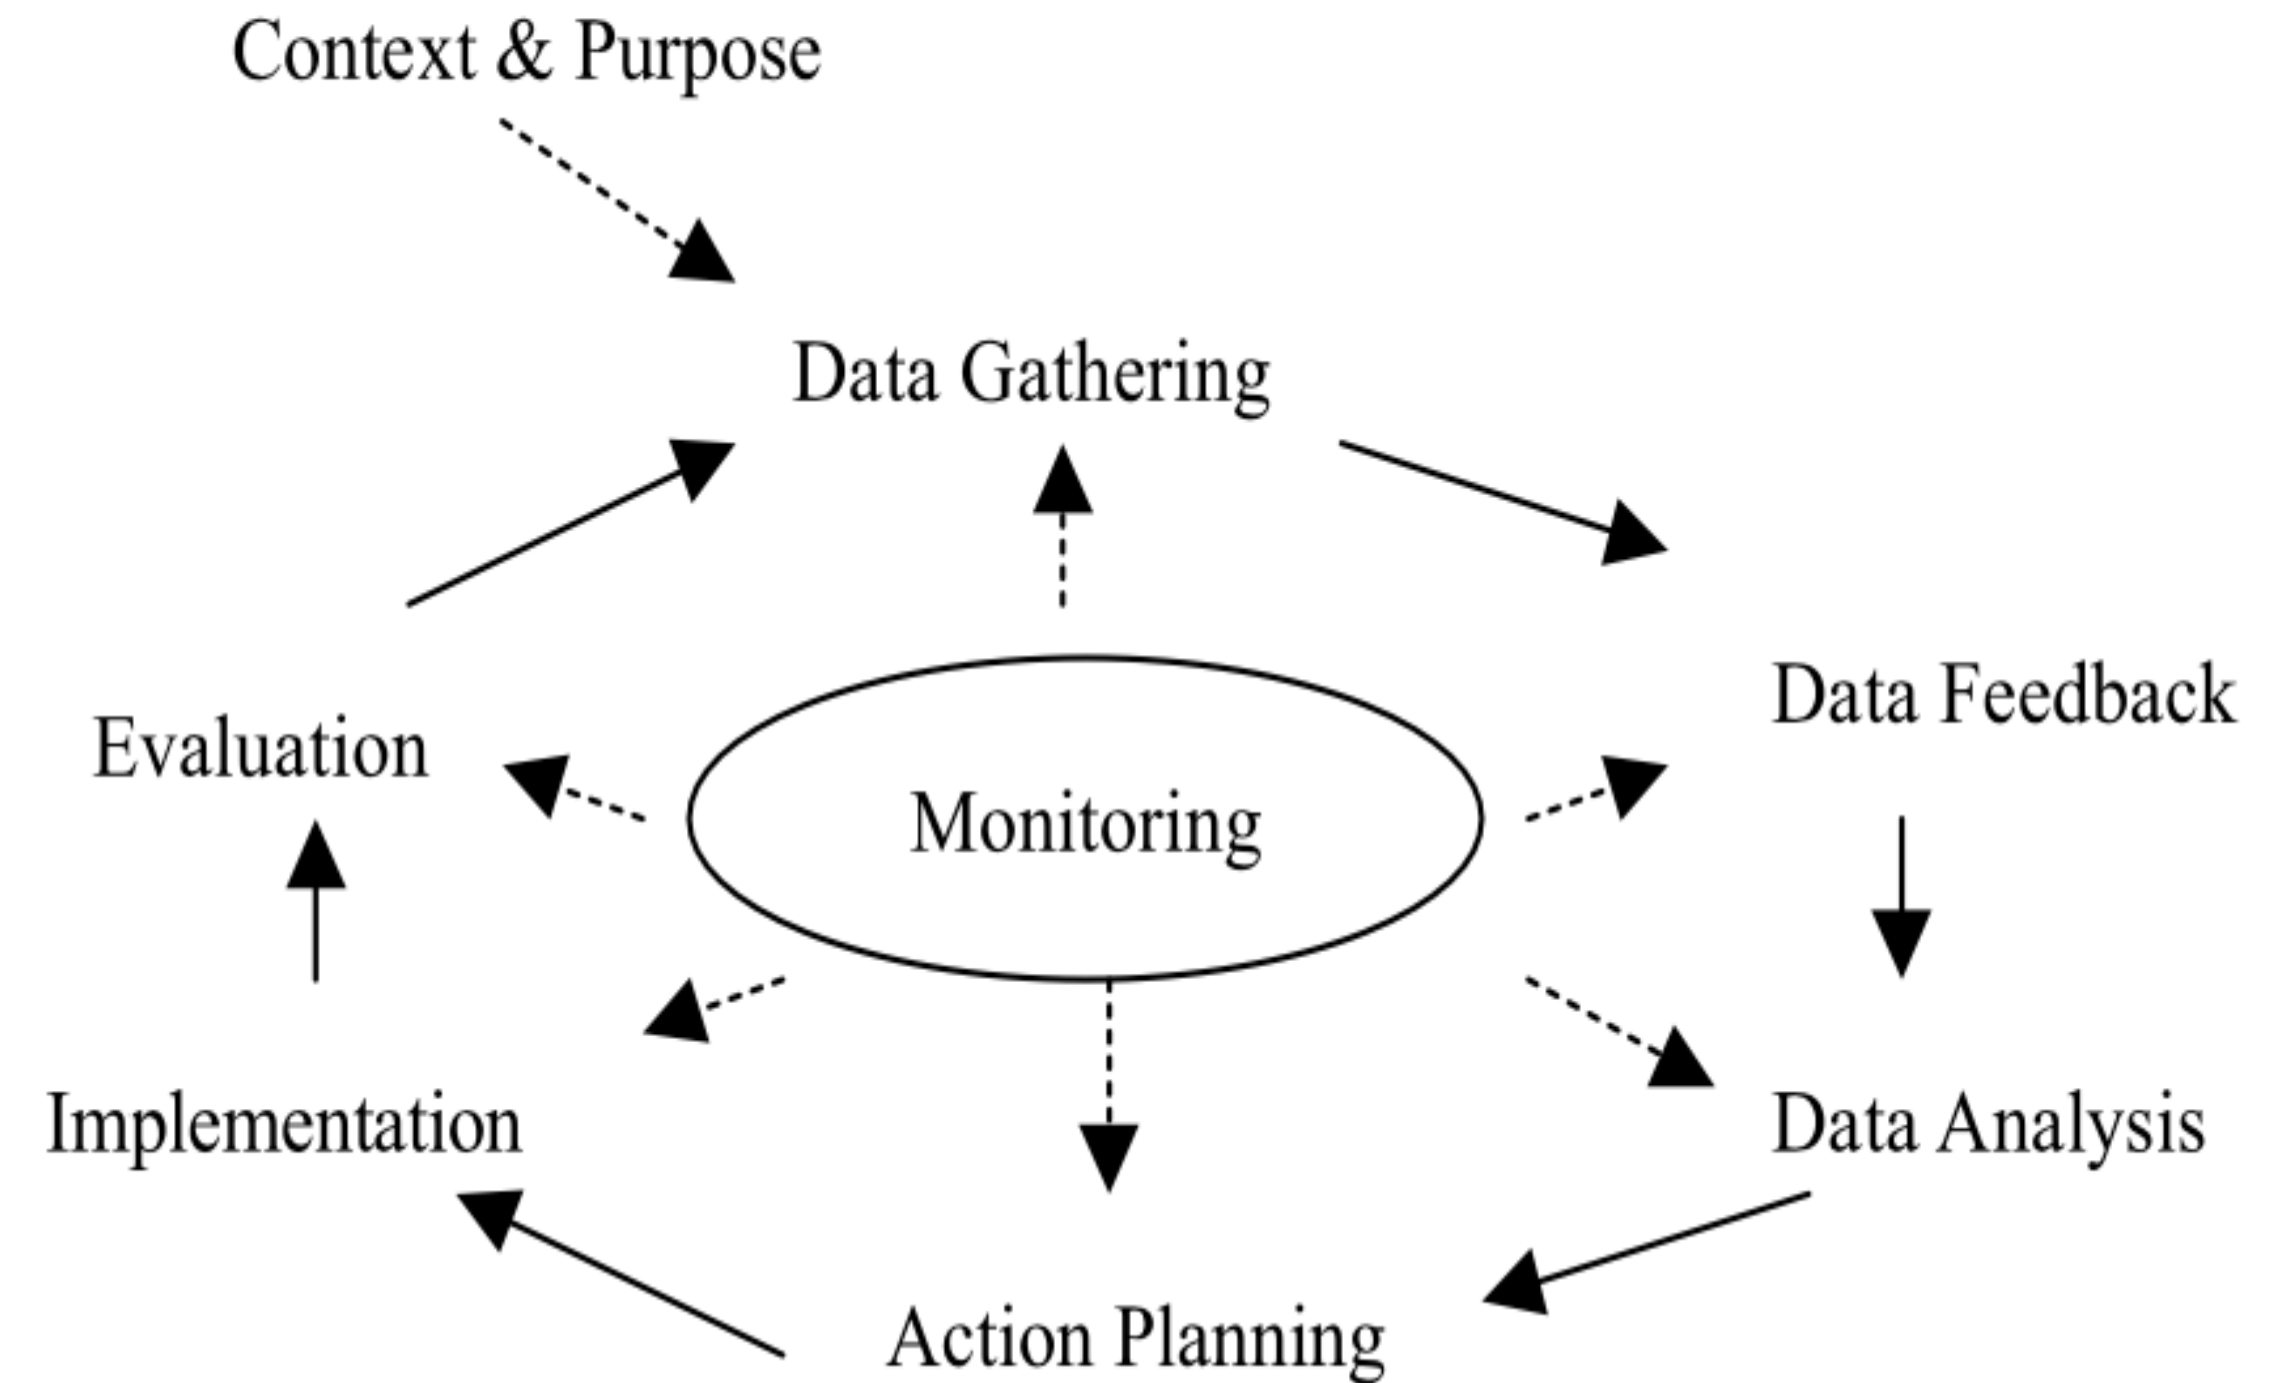 Context & Purpose
Data Gathering
Data Feedback
Evaluation
Monitoring
Implementation
Data Analysis
Action Planning